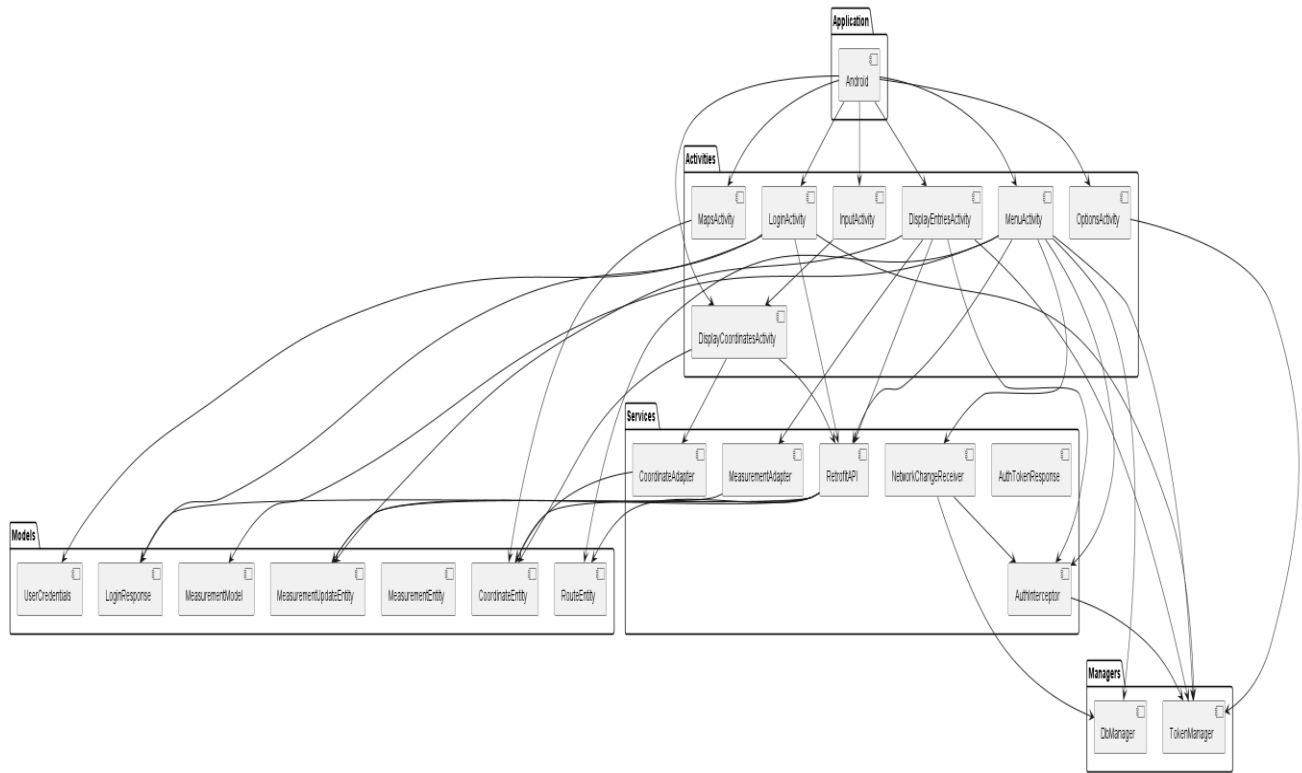 Application
Android
Activities
MapsActivity
LoginActivity
InputActivity
DisplayEntriesActivity
MenuActivity
OptionsActivity
DisplayCoordinatesActivity
Services
CoordinateAdapter
MeasurementAdapter
RetrofitAPI
NetworkChangeReceiver
AuthTokenResponse
Models
UserCredentials
LoginResponse
MeasurementModel
MeasurementUpdateEntity
MeasurementEntity
CoordinateEntity
RouteEntity
AuthInterceptor
Managers
DbManager
TokenManager